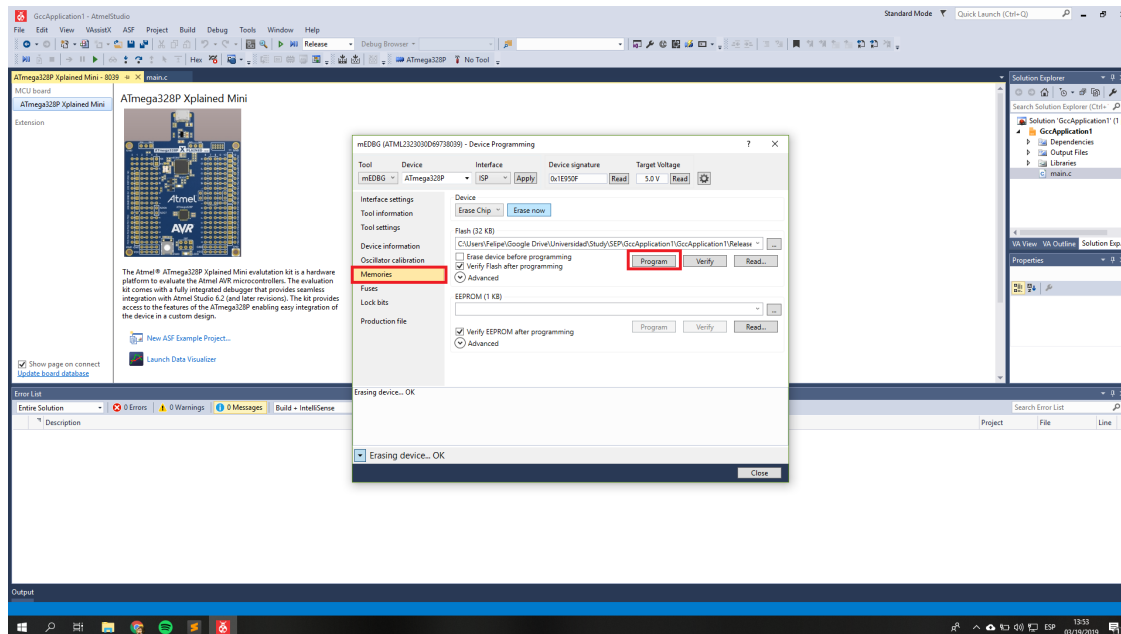 GccApplication1 - AtmelStudio
Standard Mode
Quick Launch (Ctrl+Q)
File Edit View VAssistX ASF Project Build Debug Tools Window Help
Release
Debug Browser
Hex
ATmega328P
No Tool
ATmega328P Xplained Mini - 8039
main.c
MCU board
ATmega328P Xplained Mini
Extension
ATmega328P Xplained Mini
Atmel
AVR
The Atmel® ATmega328P Xplained Mini evalutation kit is a hardware
platform to evaluate the Atmel AVR microcontrollers. The evaluation
kit comes with a fully integrated debugger that provides seamless
integration with Atmel Studio 6.2 (and later revisions). The kit provides
access to the features of the ATmega328P enabling easy integration of
the device in a custom design.
New ASF Example Project...
Launch Data Visualizer
Show page on connect
Update board database
mEDBG (ATML2323030D69738039) - Device Programming
Tool Device Interface Device signature Target Voltage
mEDBG ATmega328P ISP Apply 0x1E950F Read 5.0 V Read
Interface settings
Tool information
Tool settings
Device information
Oscillator calibration
Memories
Fuses
Lock bits
Production file
Device
Erase Chip Erase now
Flash (32 KB)
C:\Users\Felipe\Google Drive\Universidad\Study\SEP\GccApplication1\GccApplication1\Release ...
Erase device before programming
Verify Flash after programming
Program Verify Read...
Advanced
EEPROM (1 KB)
...
Verify EEPROM after programming
Program Verify Read...
Advanced
Erasing device... OK
Erasing device... OK
Close
Solution Explorer
Search Solution Explorer (Ctrl+
Solution 'GccApplication1' (1
GccApplication1
Dependencies
Output Files
Libraries
main.c
VA View VA Outline Solution Exp
Properties
Error List
Entire Solution 0 Errors 0 Warnings 0 Messages Build + IntelliSense
Search Error List
Description Project File Line
Output
ESP
13:53
03/19/2019